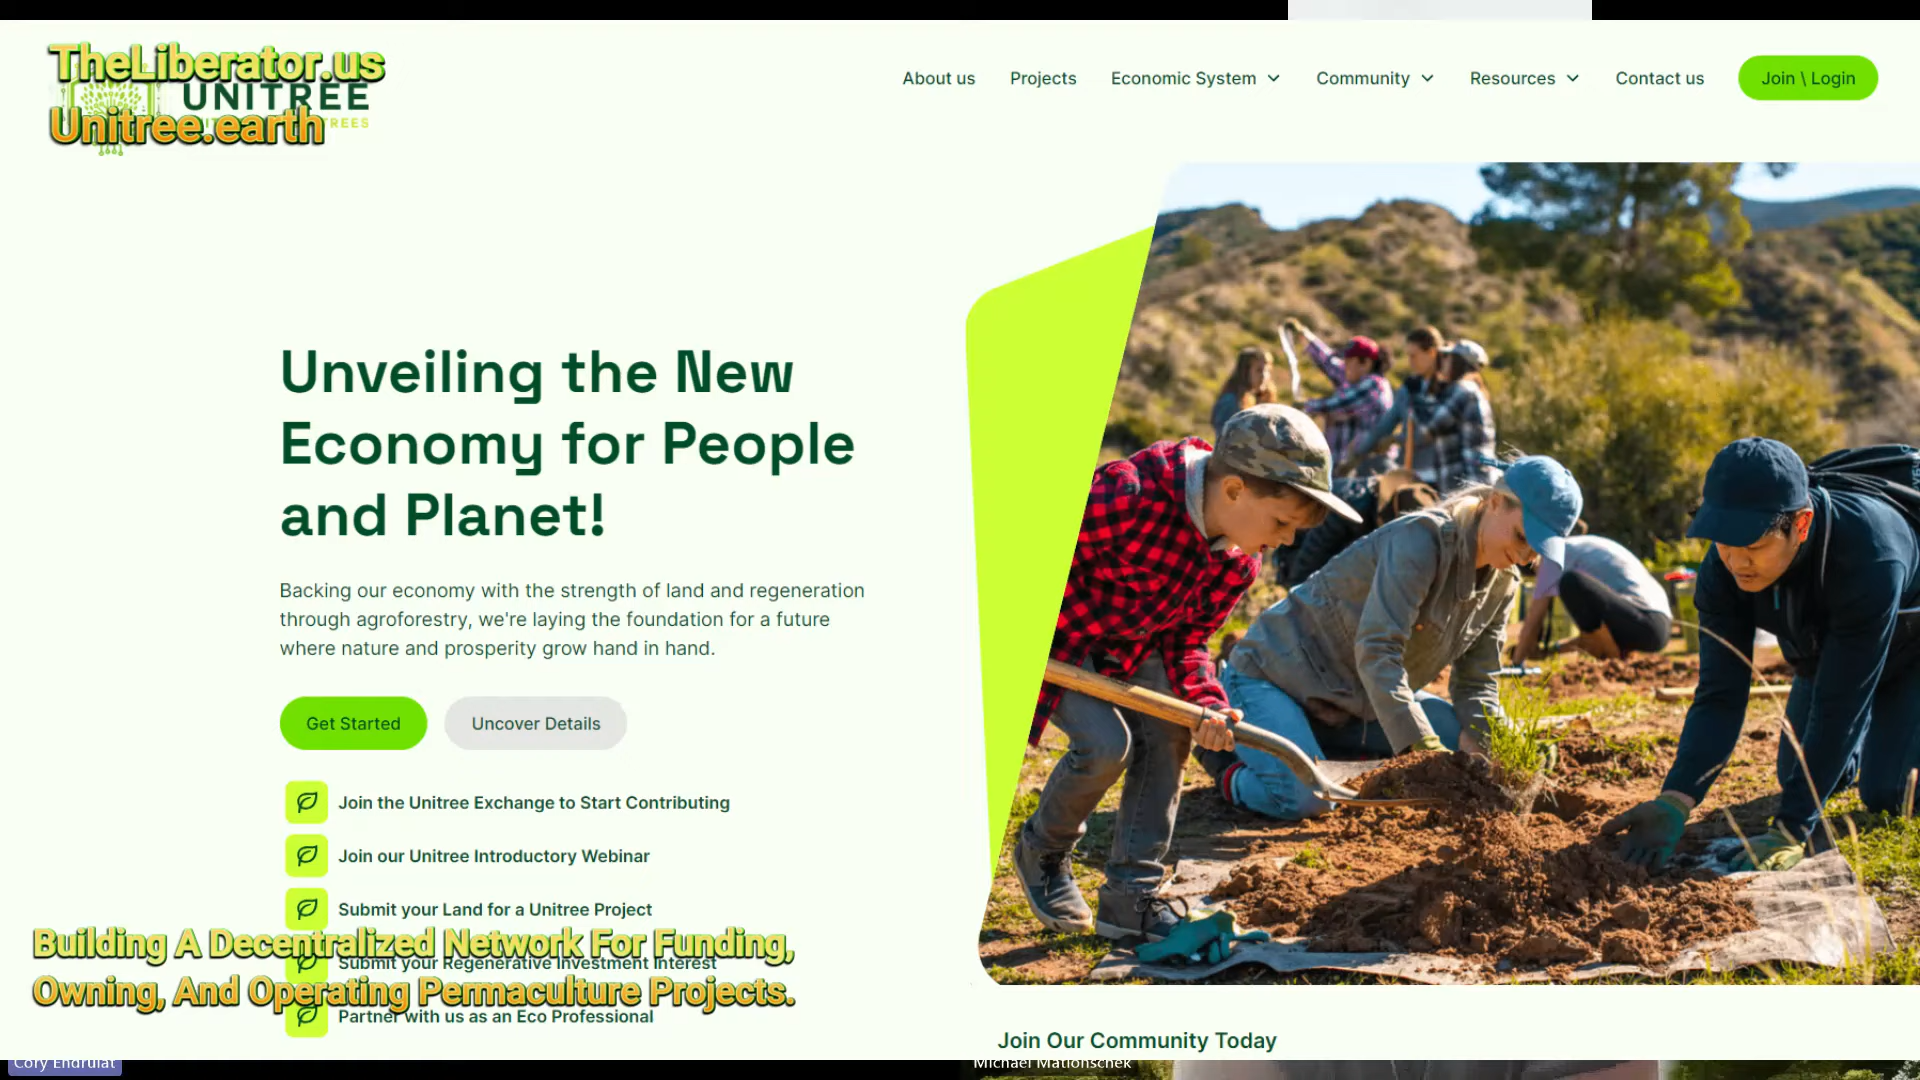 TheLiberator.us
UNITREE
TREES
Unitree.earth
About us
Projects
Economic System
Community
Resources
Contact us
Join \ Login
Unveiling the New
Economy for People
and Planet!
Backing our economy with the strength of land and regeneration
through agroforestry, we're laying the foundation for a future
where nature and prosperity grow hand in hand.
Get Started
Uncover Details
Join the Unitree Exchange to Start Contributing
Join our Unitree Introductory Webinar
Submit your Land for a Unitree Project
Building A Decentralized Network For Funding,
Submit your Regenerative Investment Interest
Owning, And Operating Permaculture Projects.
Partner with us as an Eco Professional
Join Our Community Today
Cory Endrulat
Michael Mationschek